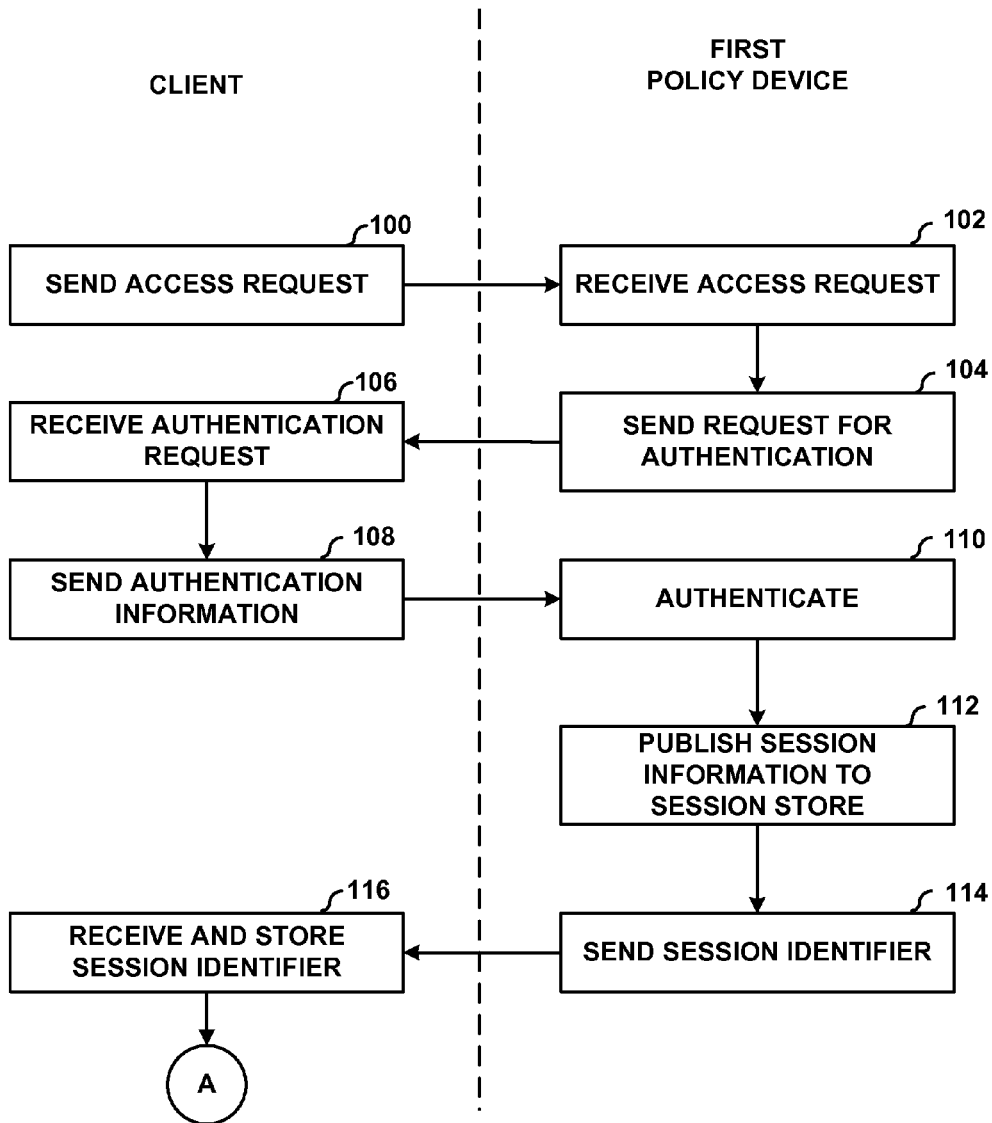 CLIENT
FIRST
POLICY DEVICE
100
SEND ACCESS REQUEST
102
RECEIVE ACCESS REQUEST
104
SEND REQUEST FOR
AUTHENTICATION
106
RECEIVE AUTHENTICATION
REQUEST
108
SEND AUTHENTICATION
INFORMATION
110
AUTHENTICATE
112
PUBLISH SESSION
INFORMATION TO
SESSION STORE
114
SEND SESSION IDENTIFIER
116
RECEIVE AND STORE
SESSION IDENTIFIER
A